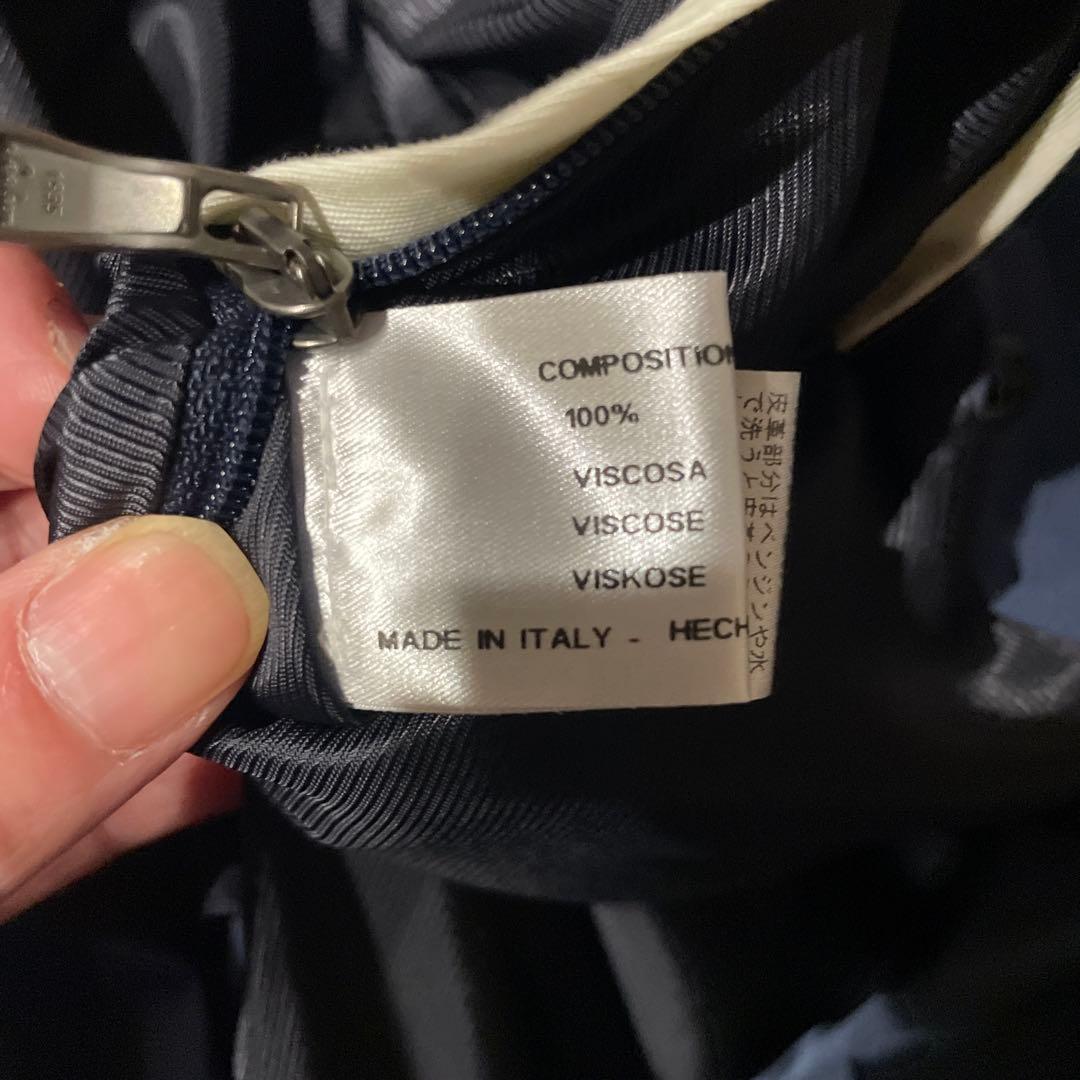 COMPOSITION
100%
VISCOSA
VISCOSE
VISKOSE
MADE IN ITALY - HECH
皮革部分はベンジンや水
で洗うと